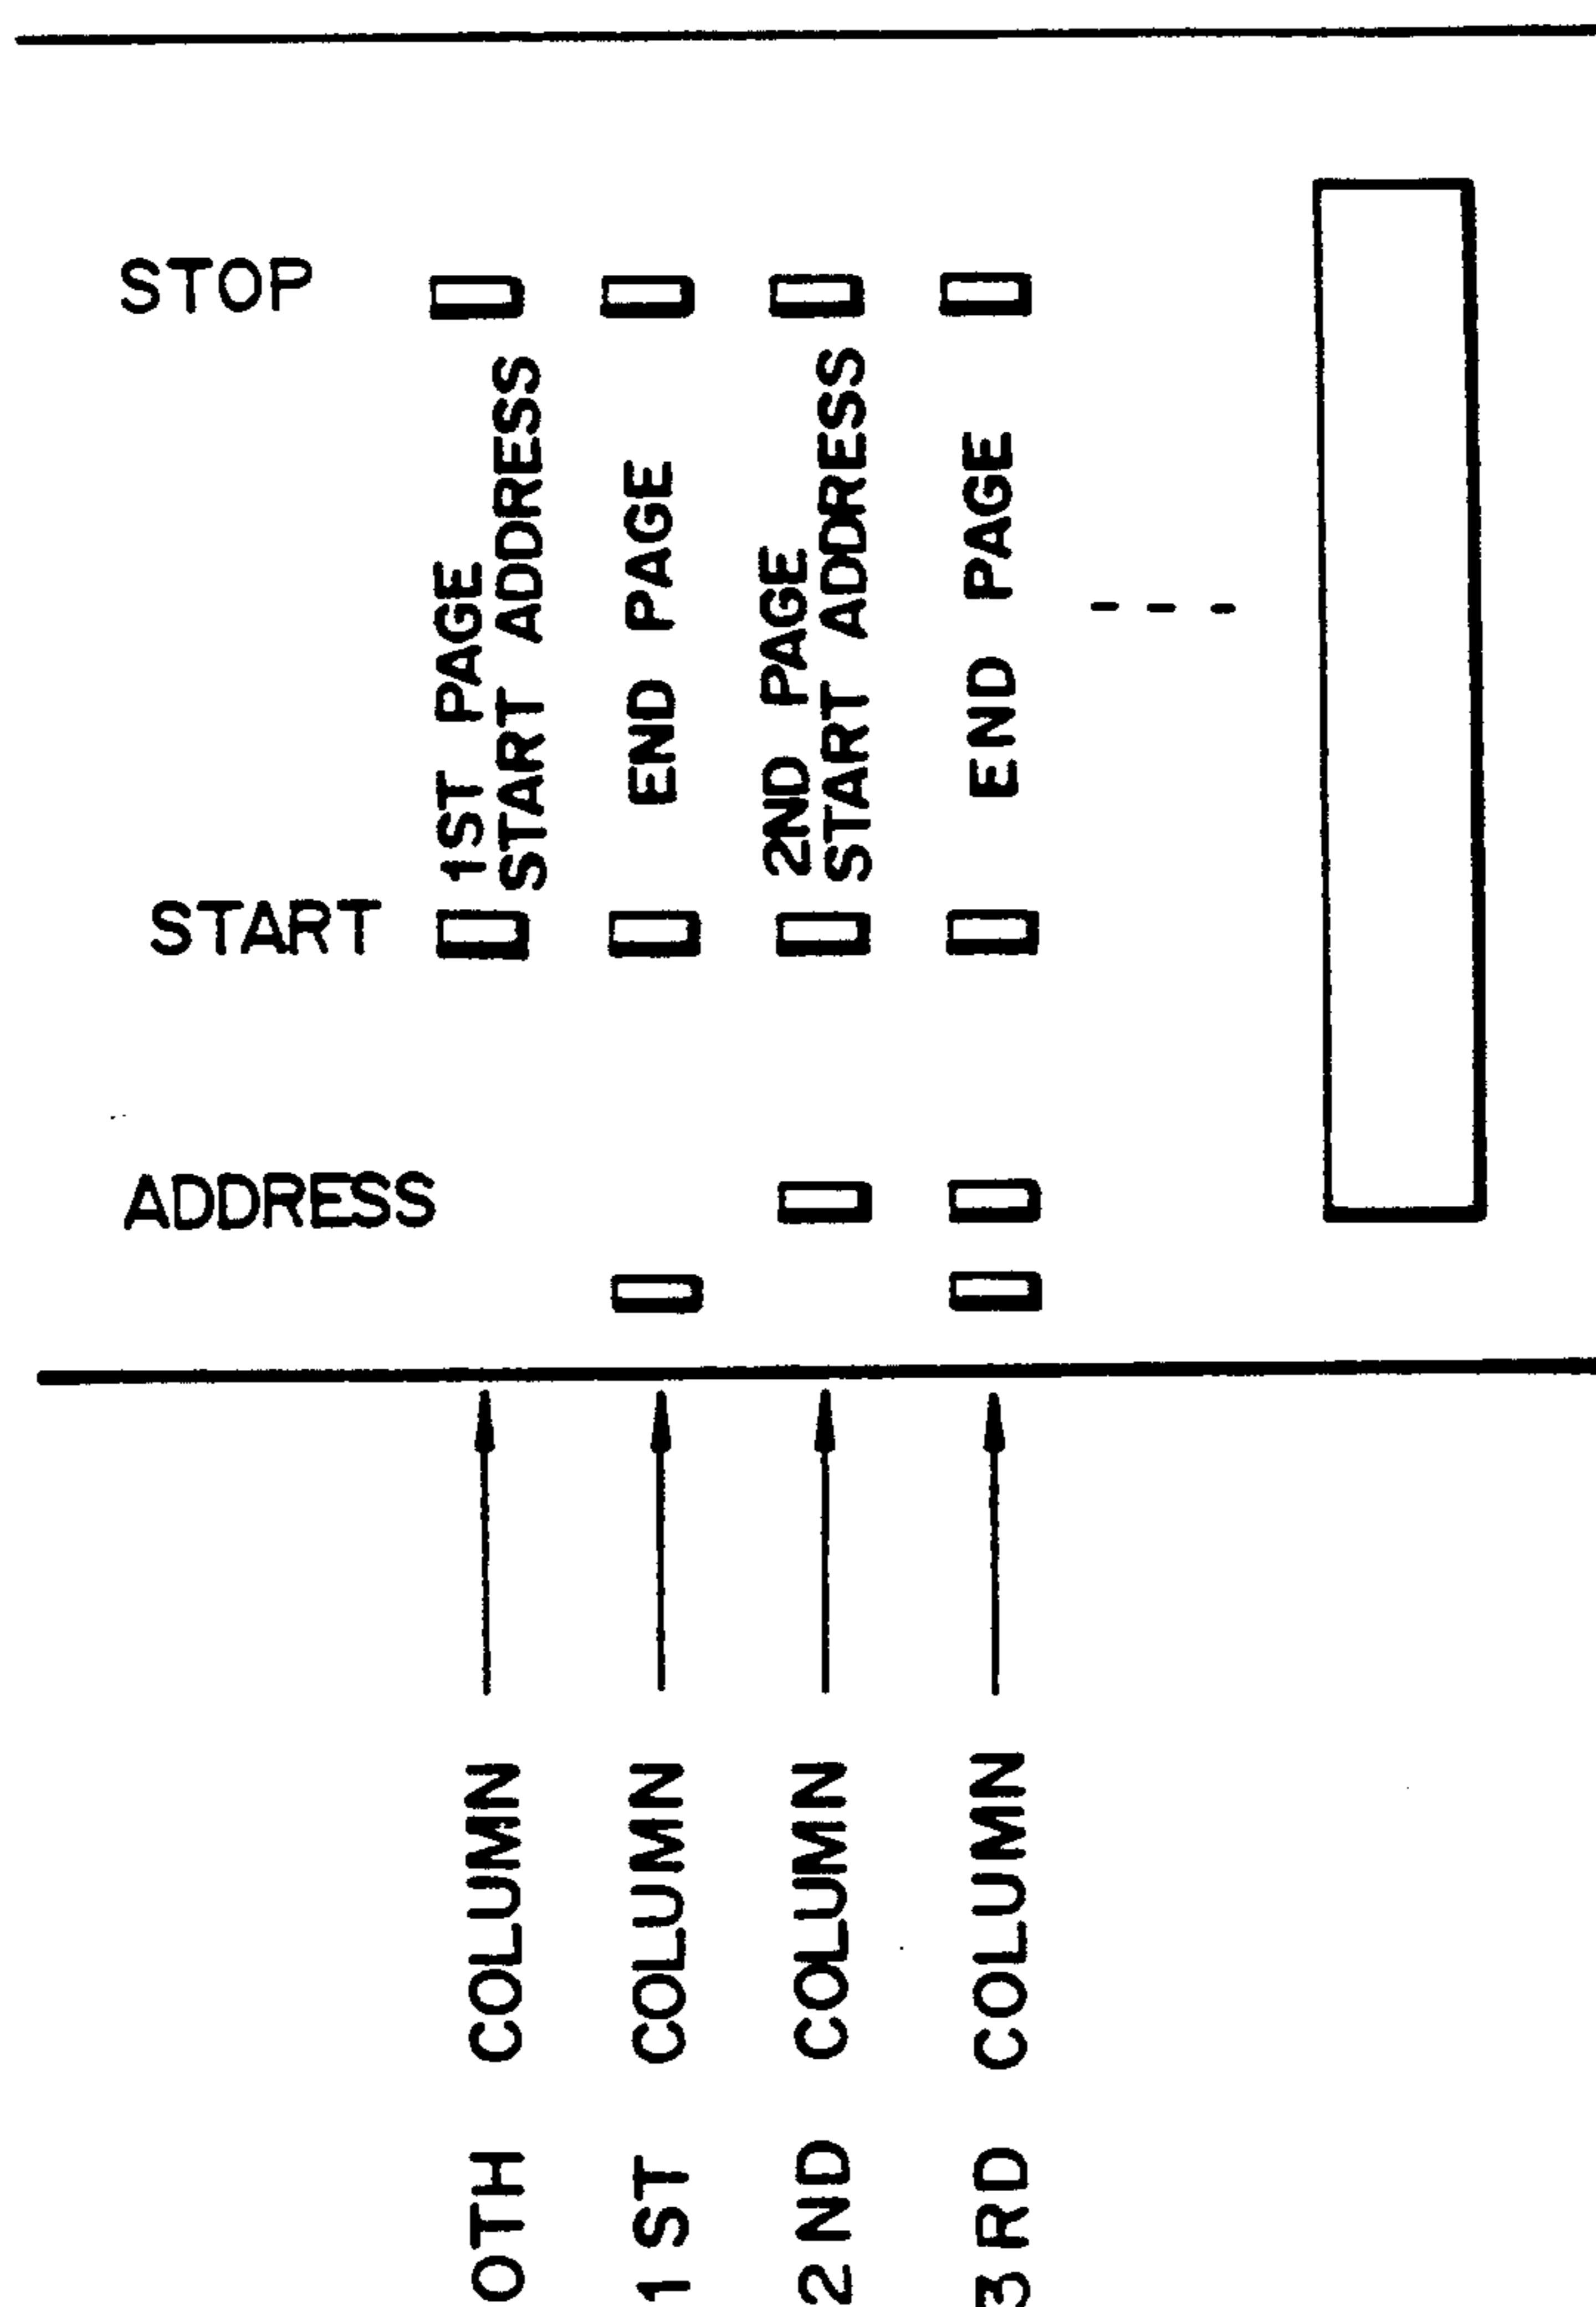 STOP
1ST PAGE
START ADDRESS
END PAGE
2ND PAGE
START ADDRESS
END PAGE
START
ADDRESS
0TH COLUMN
1ST COLUMN
2ND COLUMN
3RD COLUMN